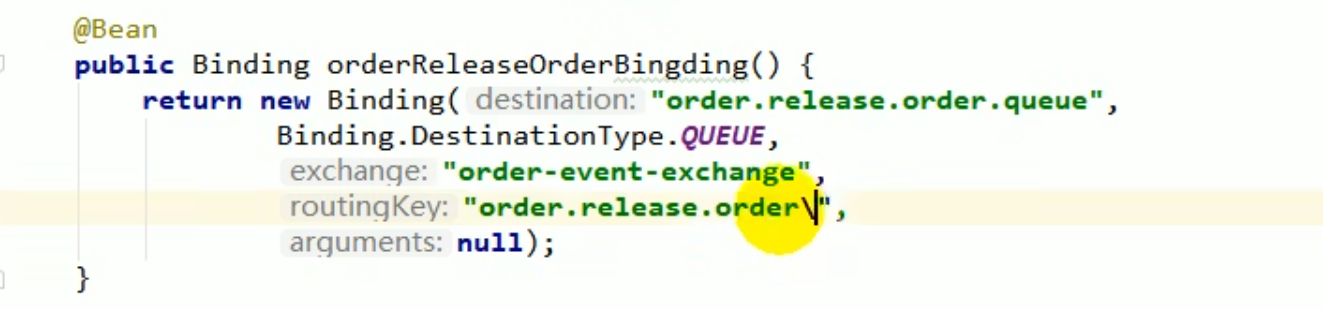 @Bean
public Binding orderReleaseOrderBingding() {
return new Binding( destination: "order.release.order.queue",
Binding.DestinationType.QUEUE,
exchange: "order-event-exchange",
routingKey: "order.release.order\",
arguments: null);
}